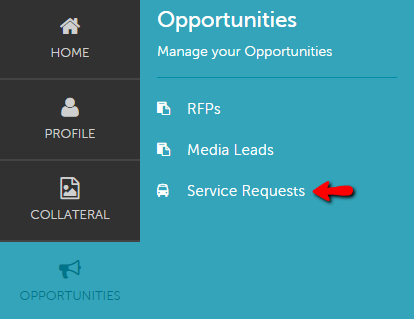 HOME
PROFILE
COLLATERAL
OPPORTUNITIES
Opportunities
Manage your Opportunities
RFPs
Media Leads
Service Requests